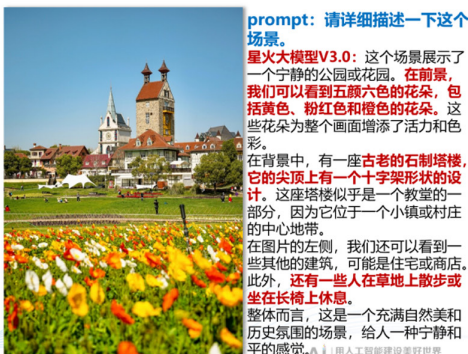 prompt：请详细描述一下这个
场景。
星火大模型V3.0：这个场景展示了
一个宁静的公园或花园。在前景，
我们可以看到五颜六色的花朵，包
括黄色、粉红色和橙色的花朵。这
些花朵为整个画面增添了活力和色
彩。
在背景中，有一座古老的石制塔楼，
它的尖顶上有一个十字架形状的设
计。这座塔楼似乎是一个教堂的一
部分，因为它位于一个小镇或村庄
的中心地带。
在图片的左侧，我们还可以看到一
些其他的建筑，可能是住宅或商店。
此外，还有一些人在草地上散步或
坐在长椅上休息。
整体而言，这是一个充满自然美和
历史氛围的场景，给人一种宁静和
平的感觉。
用人工智能建设美好世界